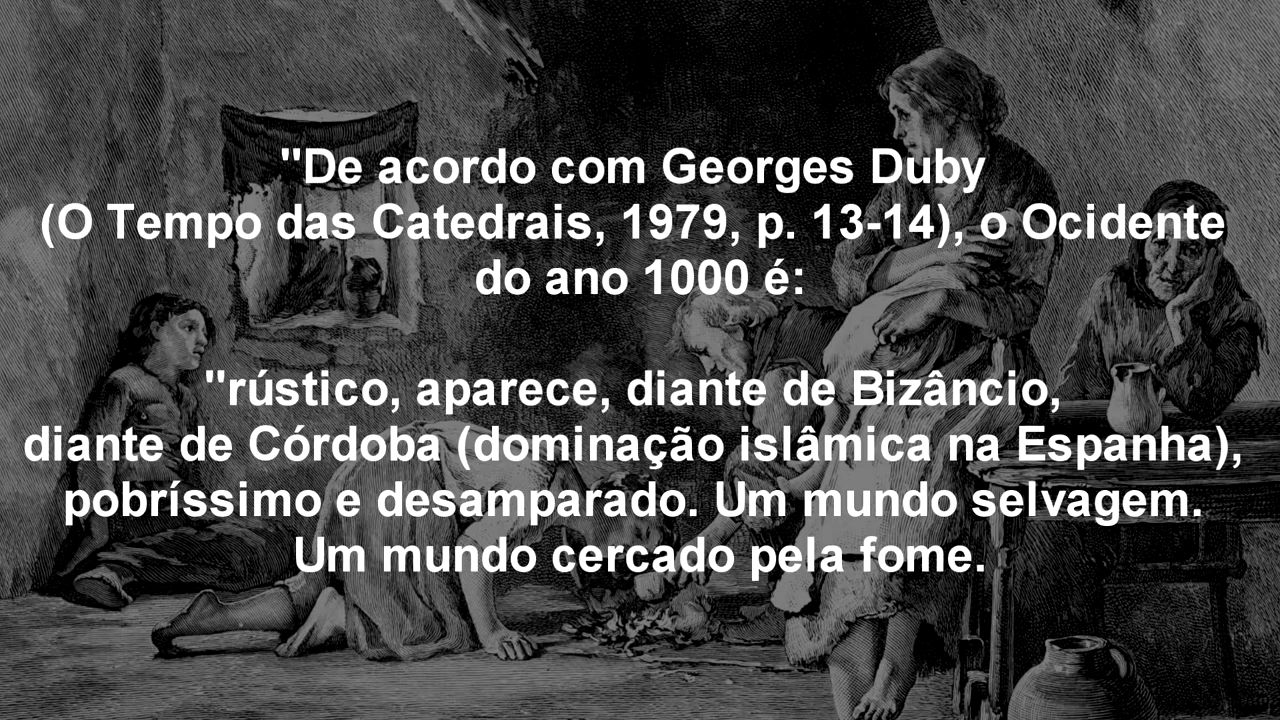 "De acordo com Georges Duby
(O Tempo das Catedrais, 1979, p. 13-14), o Ocidente
do ano 1000 é:
"rústico, aparece, diante de Bizâncio,
diante de Córdoba (dominação islâmica na Espanha),
pobríssimo e desamparado. Um mundo selvagem.
Um mundo cercado pela fome.